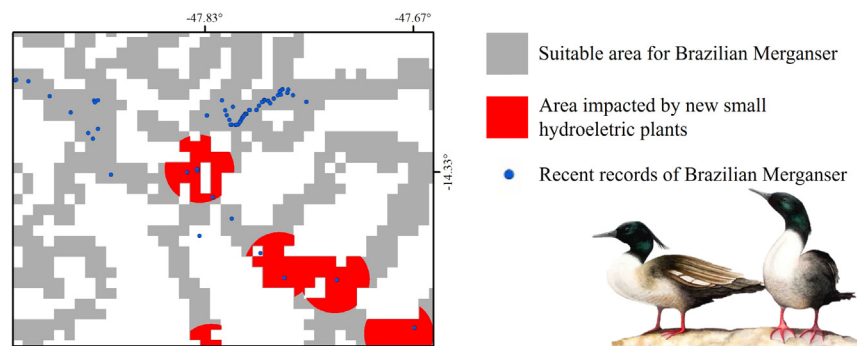 -47.83°
-47.67°
-14.33°
Suitable area for Brazilian Merganser
Area impacted by new small
hydroeletric plants
Recent records of Brazilian Merganser